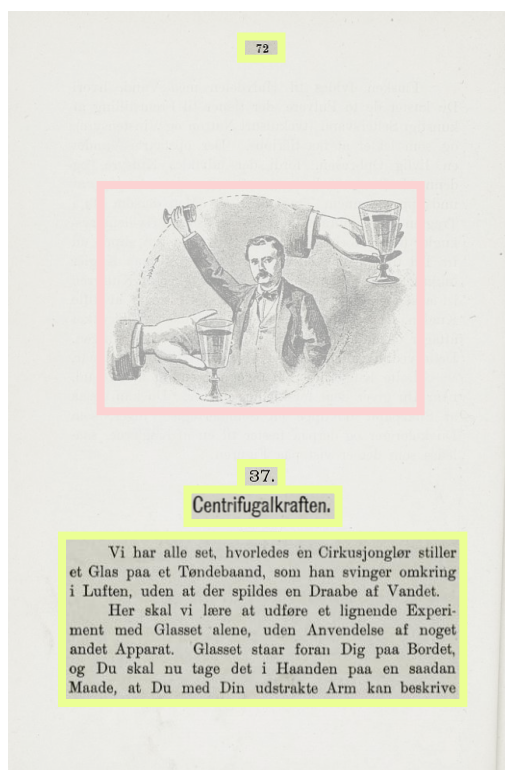 72
37.
Centrifugalkraften.
Vi har alle set, hvorledes en Cirkusjonglør stiller
et Glas paa et Tøndebaand, som han svinger omkring
i Luften, uden at der spildes en Draabe af Vandet.
Her skal vi lære at udføre et lignende Experi-
ment med Glasset alene, uden Anvendelse af noget
andet Apparat. Glasset staar foran Dig paa Bordet,
og Du skal nu tage det i Haanden paa en saadan
Maade, at Du med Din udstrakte Arm kan beskrive